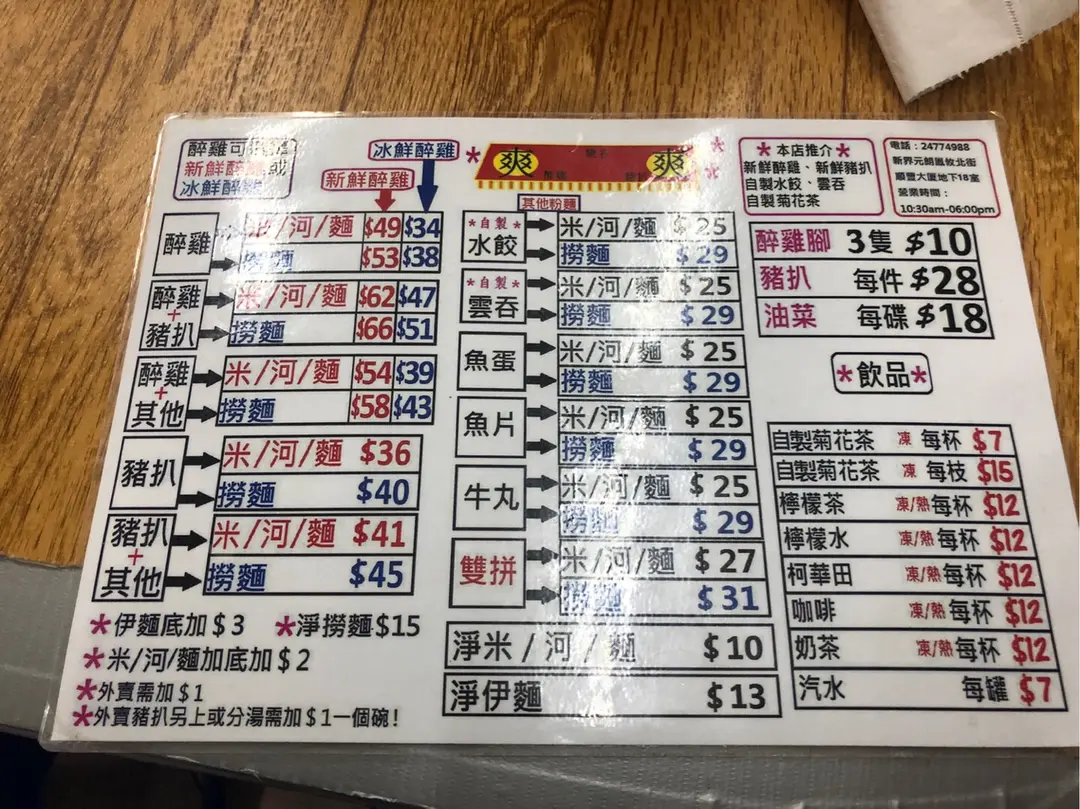 醉雞可
新鮮醉雞或
冰鮮醉雞
冰鮮醉雞
新鮮醉雞
醉雞
米/河/麵 $49 $34
撈麵 $53 $38
醉雞+豬扒
米/河/麵 $62 $47
撈麵 $66 $51
醉雞+其他
米/河/麵 $54 $39
撈麵 $58 $43
豬扒
米/河/麵 $36
撈麵 $40
豬扒+其他
米/河/麵 $41
撈麵 $45
*伊麵底加$3 *淨撈麵$15
*米/河/麵加底加$2
*外賣需加$1
*外賣豬扒另上或分湯需加$1一個碗!
* 爽 爽 *
*
其他粉麵
*自製*
水餃
米/河/麵 $25
撈麵 $29
*自製*
雲吞
米/河/麵 $25
撈麵 $29
魚蛋
米/河/麵 $25
撈麵 $29
魚片
米/河/麵 $25
撈麵 $29
牛丸
米/河/麵 $25
撈麵 $29
雙拼
米/河/麵 $27
撈麵 $31
淨米/河/麵 $10
淨伊麵 $13
*本店推介*
新鮮醉雞、新鮮豬扒
自製水餃、雲吞
自製菊花茶
電話:24774988
新界元朗鳳攸北街
順豐大廈地下18室
營業時間:
10:30am-06:00pm
醉雞腳 3隻 $10
豬扒 每件 $28
油菜 每碟 $18
*飲品*
自製菊花茶 凍 每杯 $7
自製菊花茶 凍 每枝 $15
檸檬茶 凍/熱 每杯 $12
檸檬水 凍/熱 每杯 $12
柯華田 凍/熱 每杯 $12
咖啡 凍/熱 每杯 $12
奶茶 凍/熱 每杯 $12
汽水 每罐 $7